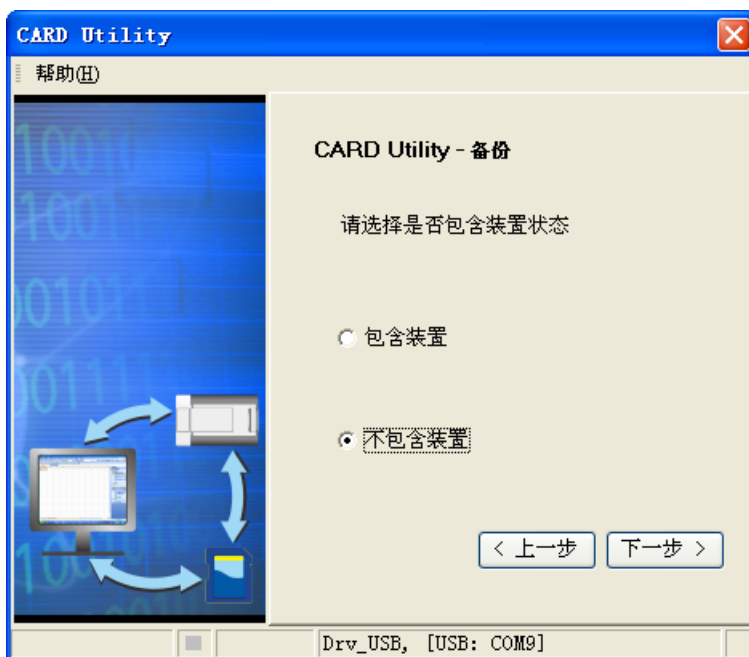 CARD Utility
帮助(H)
CARD Utility - 备份
请选择是否包含装置状态
包含装置
不包含装置
< 上一步 下一步 >
Drv_USB, [USB: COM9]